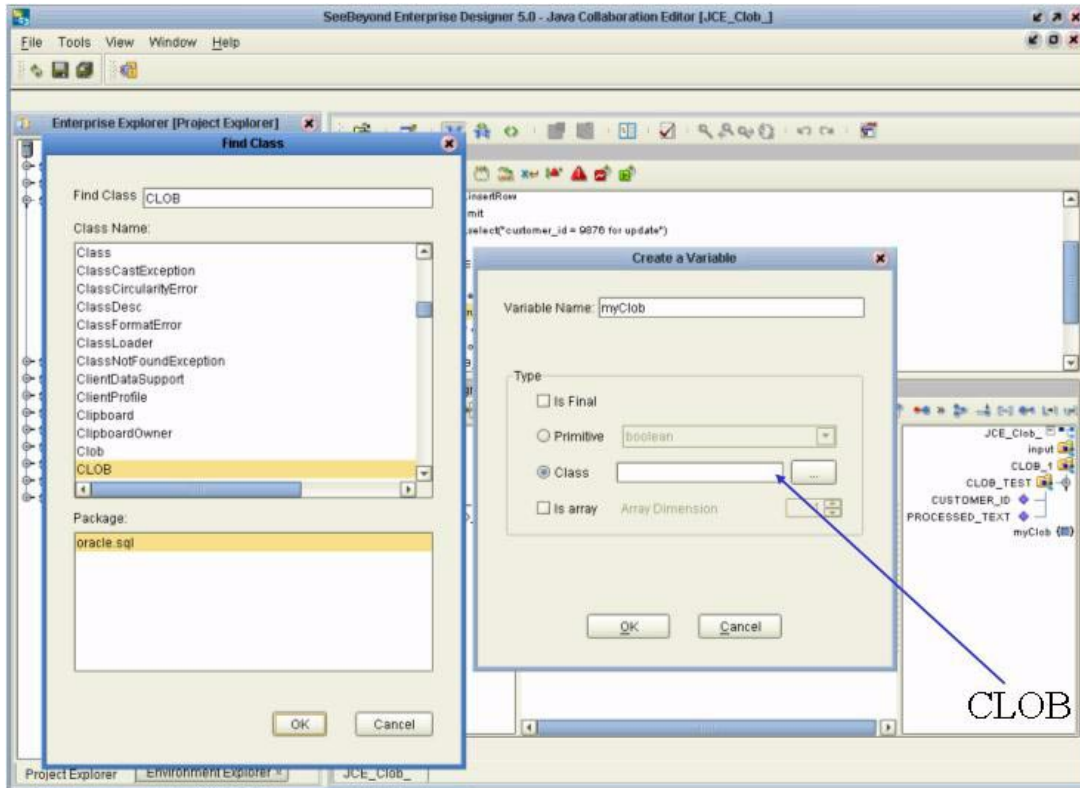 SeeBeyond Enterprise Designer 5.0 - Java Collaboration Editor [JCE_Clob_]
File Tools View Window Help
Enterprise Explorer [Project Explorer]
Find Class
Find Class CLOB
Class Name:
Class
ClassCastException
ClassCircularityError
ClassDesc
ClassFormatError
ClassLoader
ClassNotFoundException
ClientDataSupport
ClientProfile
Clipboard
ClipboardOwner
Clob
CLOB
Package:
oracle.sql
OK Cancel
Project Explorer Environment Explorer
.insertRow
mit
.select("customer_id = 9876 for update")
Create a Variable
Variable Name: myClob
Type
Is Final
Primitive boolean
Class ...
Is array Array Dimension
OK Cancel
JCE_Clob_
input
CLOB_1
CLOB_TEST
CUSTOMER_ID
PROCESSED_TEXT
myClob
CLOB
JCE_Clob_